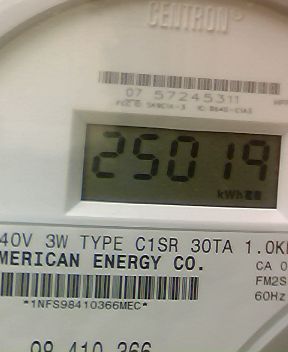 CENTRON®
07 57245311
25019
kWh
40V 3W TYPE C1SR 30TA 1.0K
MERICAN ENERGY CO.
CA 0
FM2S
60Hz
*1NFS98410366MEC*
98 410 366